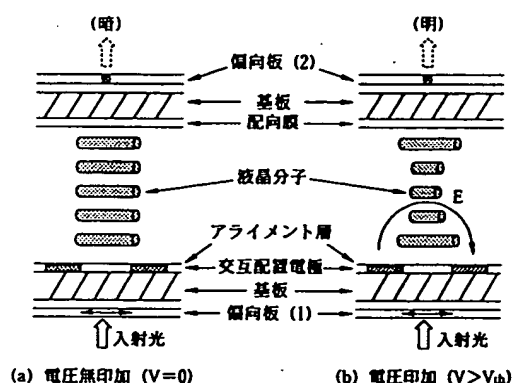 (暗)
(明)
偏向板 (2)
基板
配向膜
液晶分子
E
アライメント層
交互配置電極
基板
偏向板 (1)
入射光
入射光
(a) 電圧無印加 (V=0)
(b) 電圧印加 (V>Vth)